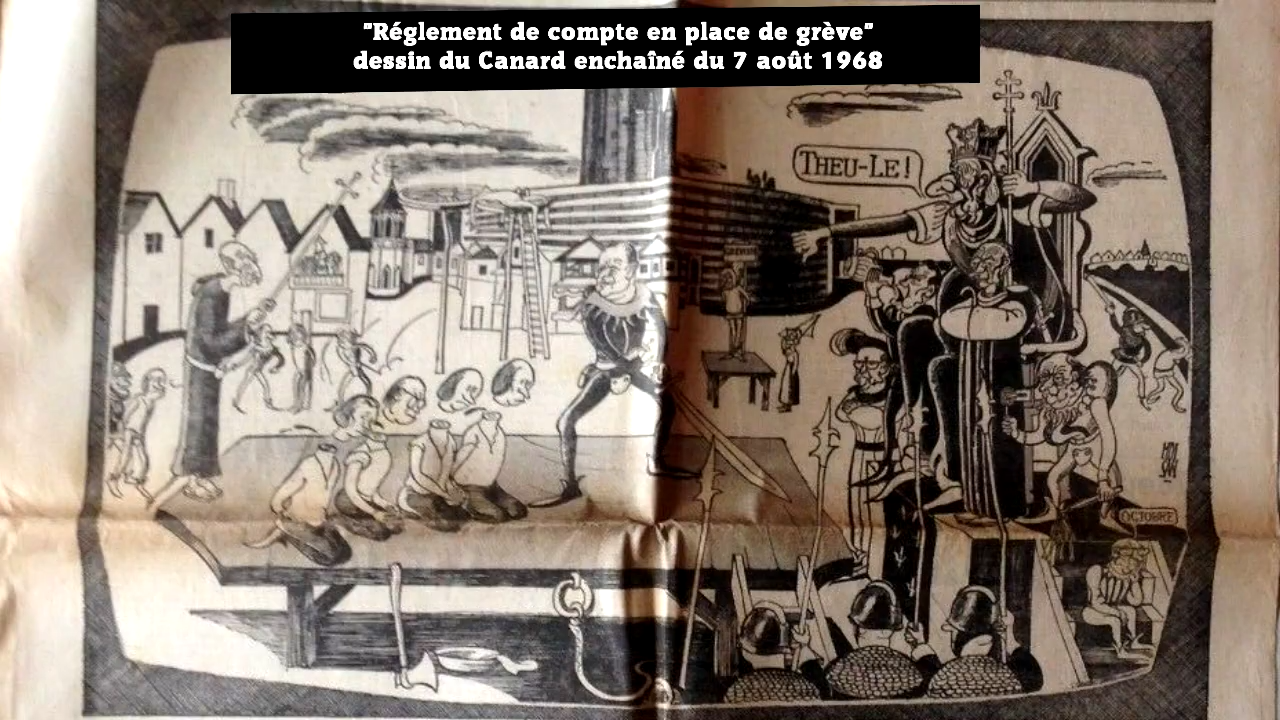 "Réglement de compte en place de grève"
dessin du Canard enchaîné du 7 août 1968
THEU-LE!
OCTOBRE